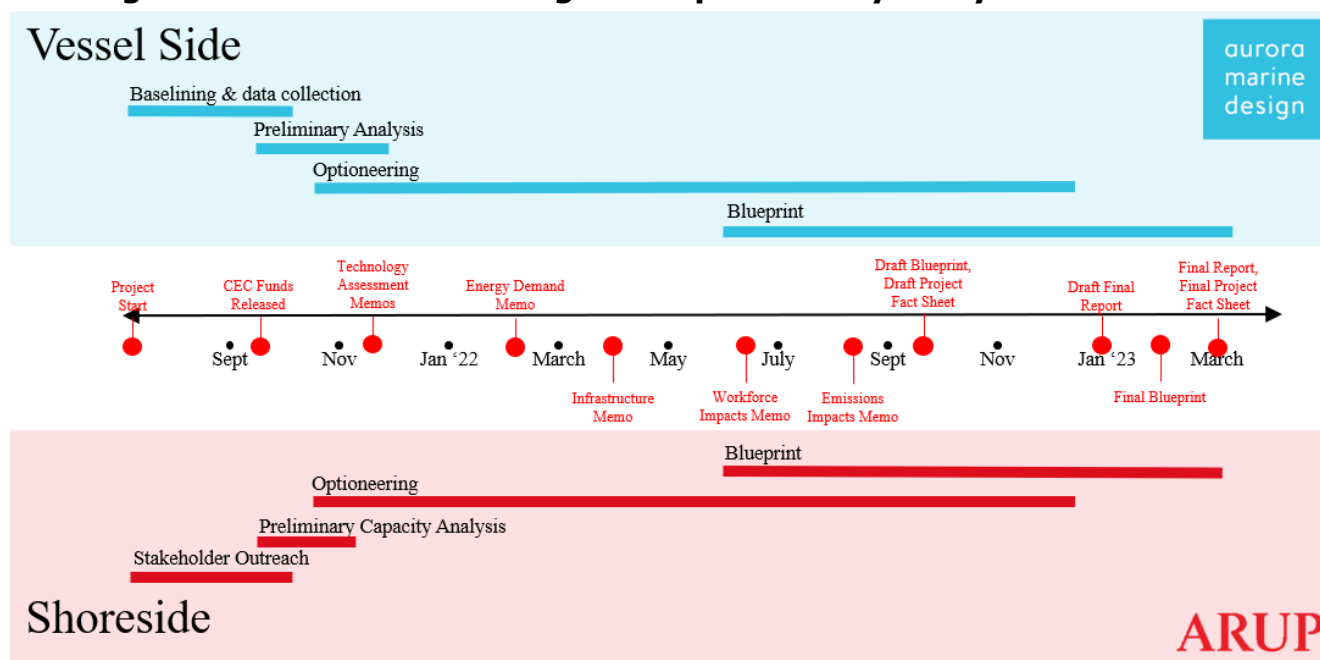 Vessel Side
aurora
marine
design
Baselining & data collection
Preliminary Analysis
Optioneering
Blueprint
Project
Start
CEC Funds
Released
Technology
Assessment
Memos
Energy Demand
Memo
Draft Blueprint,
Draft Project
Fact Sheet
Draft Final
Report
Final Report,
Final Project
Fact Sheet
Sept
Nov
Jan ‘22
March
May
July
Sept
Nov
Jan ‘23
March
Infrastructure
Memo
Workforce
Impacts Memo
Emissions
Impacts Memo
Final Blueprint
Blueprint
Optioneering
Preliminary Capacity Analysis
Stakeholder Outreach
Shoreside
ARUP